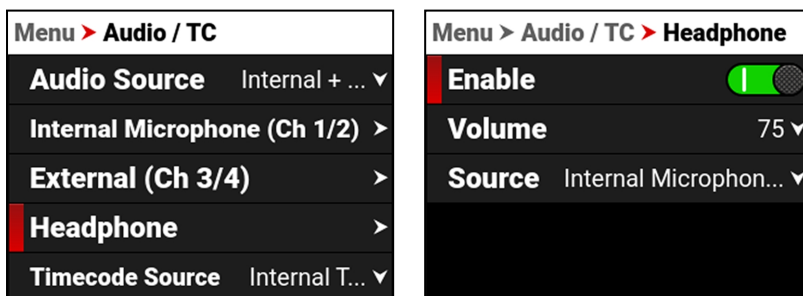 Menu > Audio / TC
Audio Source Internal + ...
Internal Microphone (Ch 1/2) >
External (Ch 3/4) >
Headphone >
Timecode Source Internal T...
Menu > Audio / TC > Headphone
Enable
Volume 75
Source Internal Microphon...